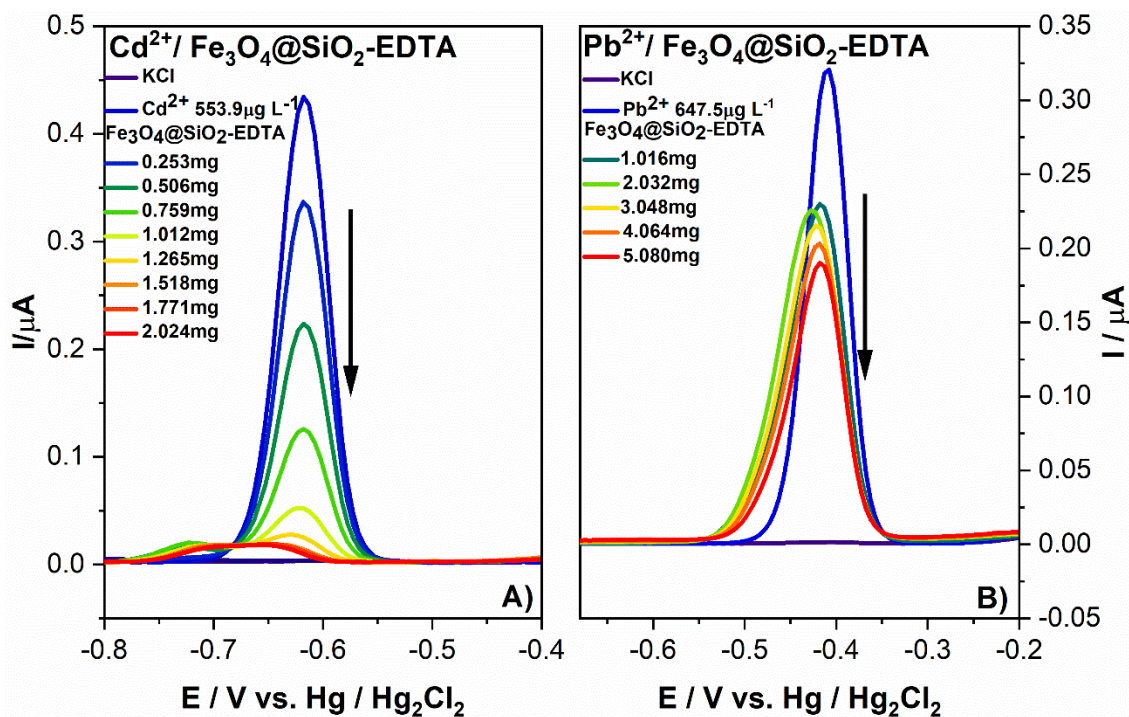 Cd²⁺/ Fe₃O₄@SiO₂-EDTA
KCl
Cd²⁺ 553.9µg L⁻¹
Fe₃O₄@SiO₂-EDTA
0.253mg
0.506mg
0.759mg
1.012mg
1.265mg
1.518mg
1.771mg
2.024mg
0.5
0.4
0.3
0.2
0.1
0.0
I/µA
A)
-0.8
-0.7
-0.6
-0.5
-0.4
E / V vs. Hg / Hg₂Cl₂
Pb²⁺/ Fe₃O₄@SiO₂-EDTA
KCl
Pb²⁺ 647.5µg L⁻¹
Fe₃O₄@SiO₂-EDTA
1.016mg
2.032mg
3.048mg
4.064mg
5.080mg
0.35
0.30
0.25
0.20
0.15
0.10
0.05
0.00
-0.05
I / µA
B)
-0.6
-0.5
-0.4
-0.3
-0.2
E / V vs. Hg / Hg₂Cl₂